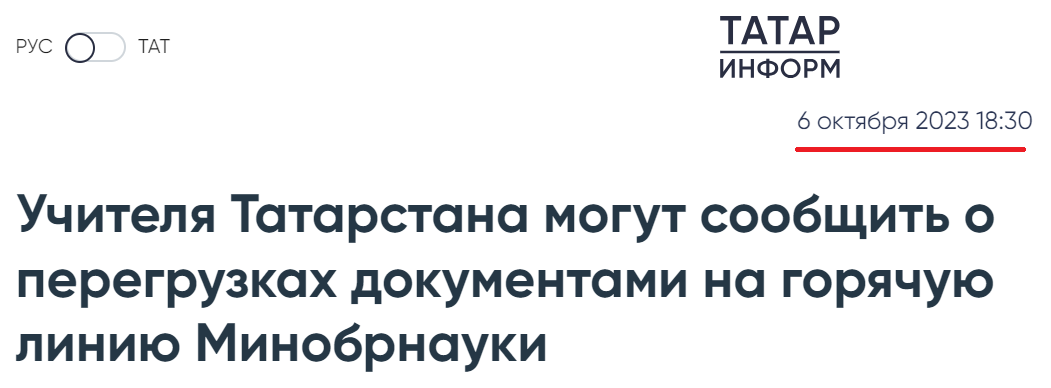 РУС ТАТ
ТАТАР
ИНФОРМ
6 октября 2023 18:30
Учителя Татарстана могут сообщить о
перегрузках документами на горячую
линию Минобрнауки